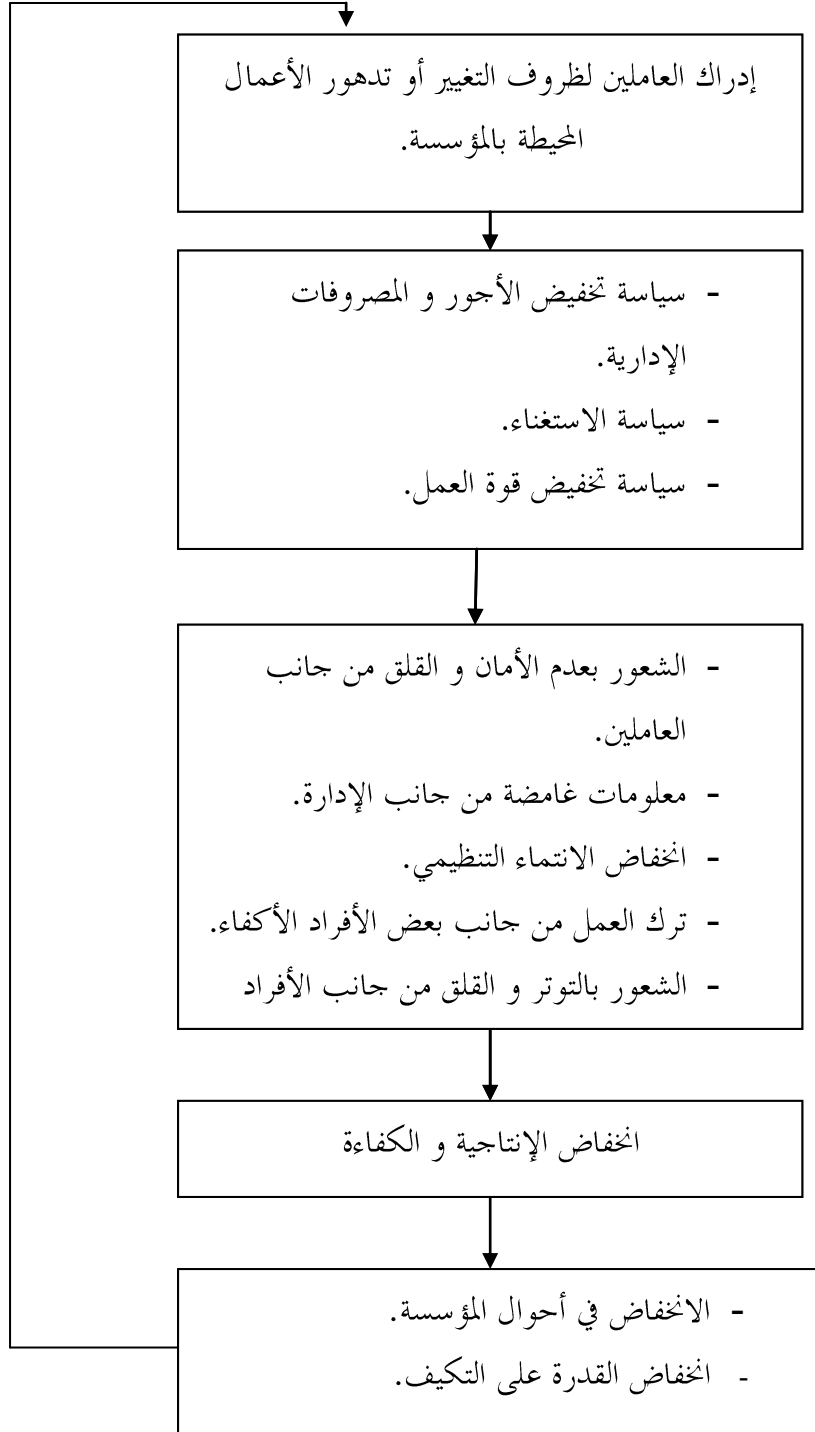 إدراك العاملين لظروف التغيير أو تدهور الأعمال
المحيطة بالمؤسسة.
- سياسة تخفيض الأجور و المصروفات
الإدارية.
- سياسة الاستغناء.
- سياسة تخفيض قوة العمل.
- الشعور بعدم الأمان و القلق من جانب
العاملين.
- معلومات غامضة من جانب الإدارة.
- انخفاض الانتماء التنظيمي.
- ترك العمل من جانب بعض الأفراد الأكفاء.
- الشعور بالتوتر و القلق من جانب الأفراد
انخفاض الإنتاجية و الكفاءة
- الانخفاض في أحوال المؤسسة.
- انخفاض القدرة على التكيف.